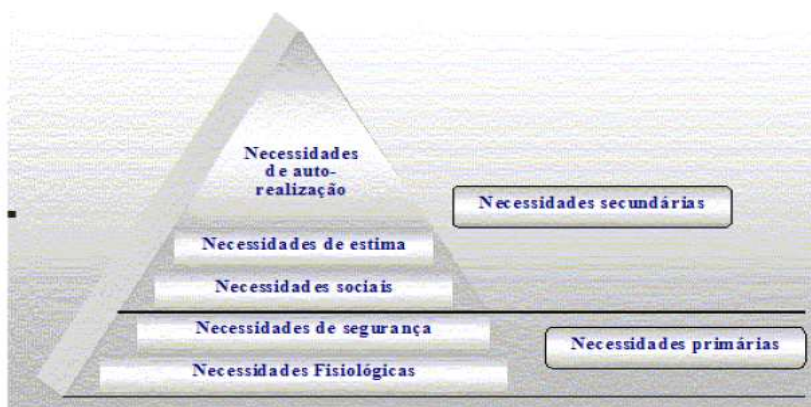 Necessidades
de auto-
realização
Necessidades secundárias
Necessidades de estima
Necessidades sociais
Necessidades de segurança
Necessidades primárias
Necessidades Fisiológicas